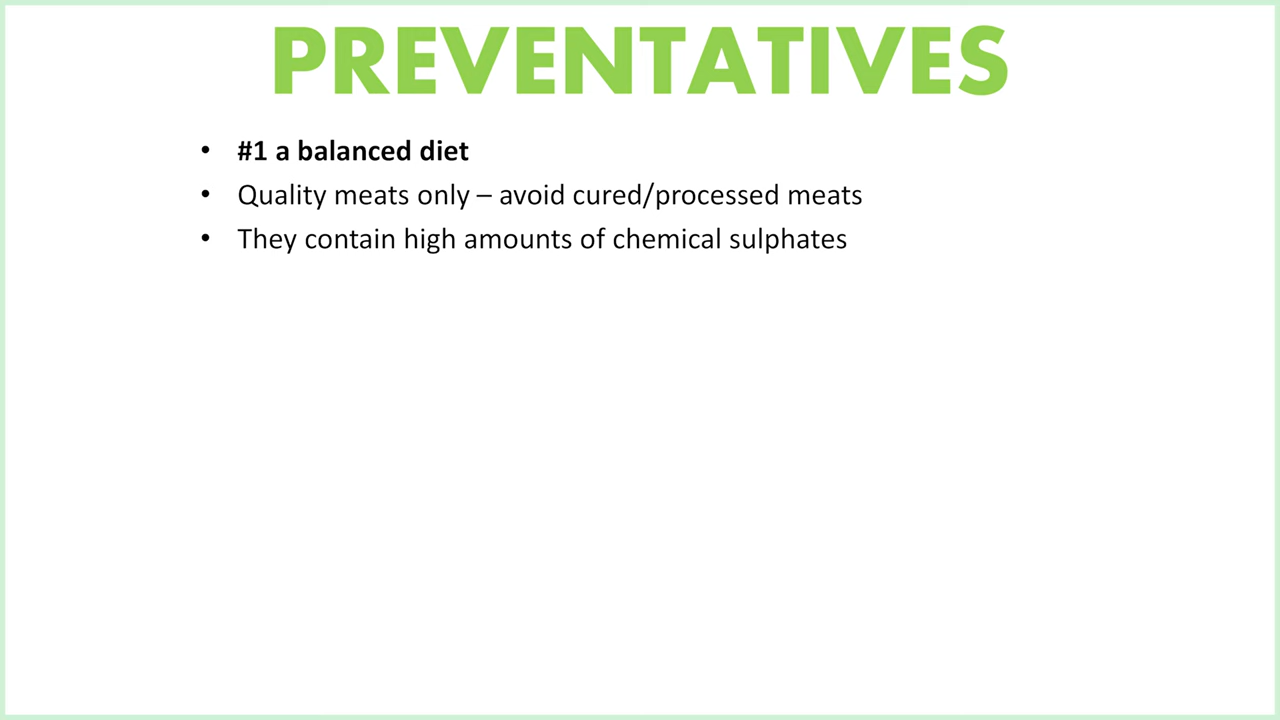 PREVENTATIVES
• #1 a balanced diet
• Quality meats only – avoid cured/processed meats
• They contain high amounts of chemical sulphates